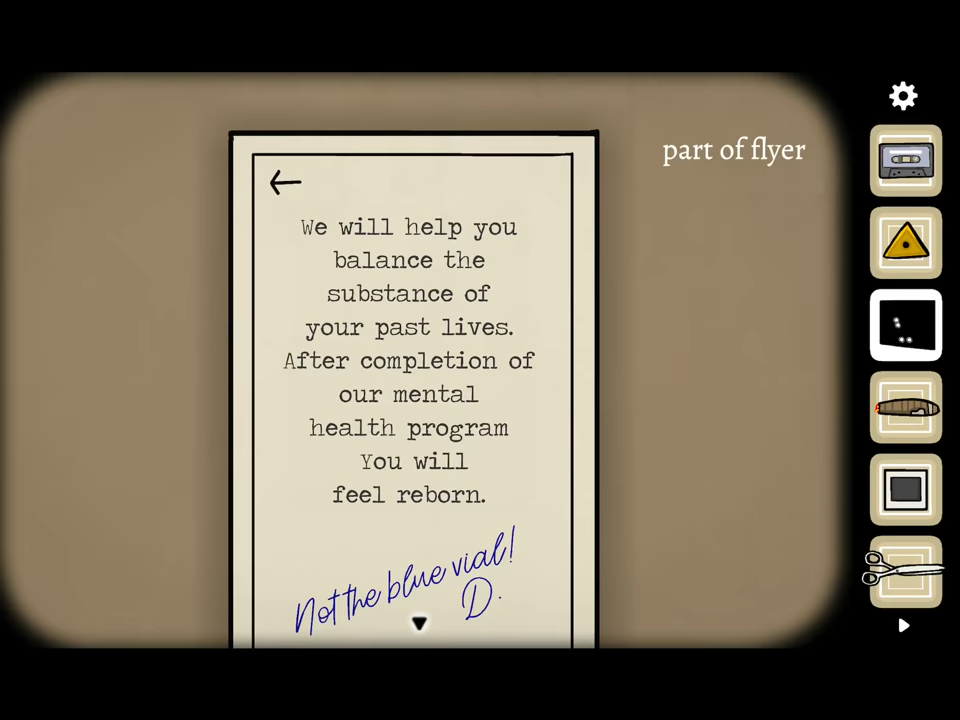 part of flyer
We will help you
balance the
substance of
your past lives.
After completion of
our mental
health program
You will
feel reborn.
Not the blue vial!
D.